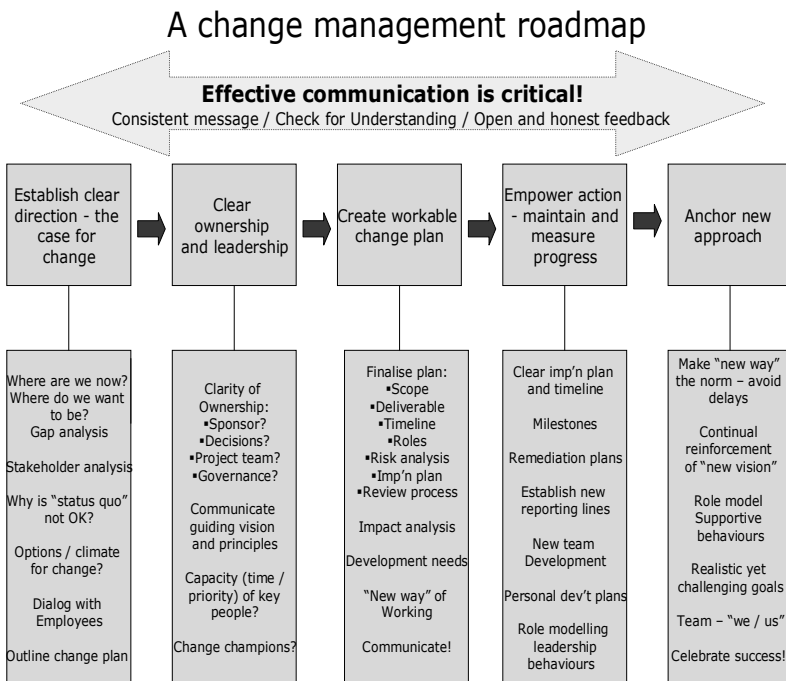 A change management roadmap
Effective communication is critical!
Consistent message / Check for Understanding / Open and honest feedback
Establish clear
direction - the
case for
change
Clear
ownership
and leadership
Create workable
change plan
Empower action
- maintain and
measure
progress
Anchor new
approach
Where are we now?
Where do we want
to be?
Gap analysis
Stakeholder analysis
Why is “status quo”
not OK?
Options / climate
for change?
Dialog with
Employees
Outline change plan
Clarity of
Ownership:
▪Sponsor?
▪Decisions?
▪Project team?
▪Governance?
Communicate
guiding vision
and principles
Capacity (time /
priority) of key
people?
Change champions?
Finalise plan:
▪Scope
▪Deliverable
▪Timeline
▪Roles
▪Risk analysis
▪Imp’n plan
▪Review process
Impact analysis
Development needs
“New way” of
Working
Communicate!
Clear imp’n plan
and timeline
Milestones
Remediation plans
Establish new
reporting lines
New team
Development
Personal dev’t plans
Role modelling
leadership
behaviours
Make “new way”
the norm – avoid
delays
Continual
reinforcement
of “new vision”
Role model
Supportive
behaviours
Realistic yet
challenging goals
Team – “we / us”
Celebrate success!